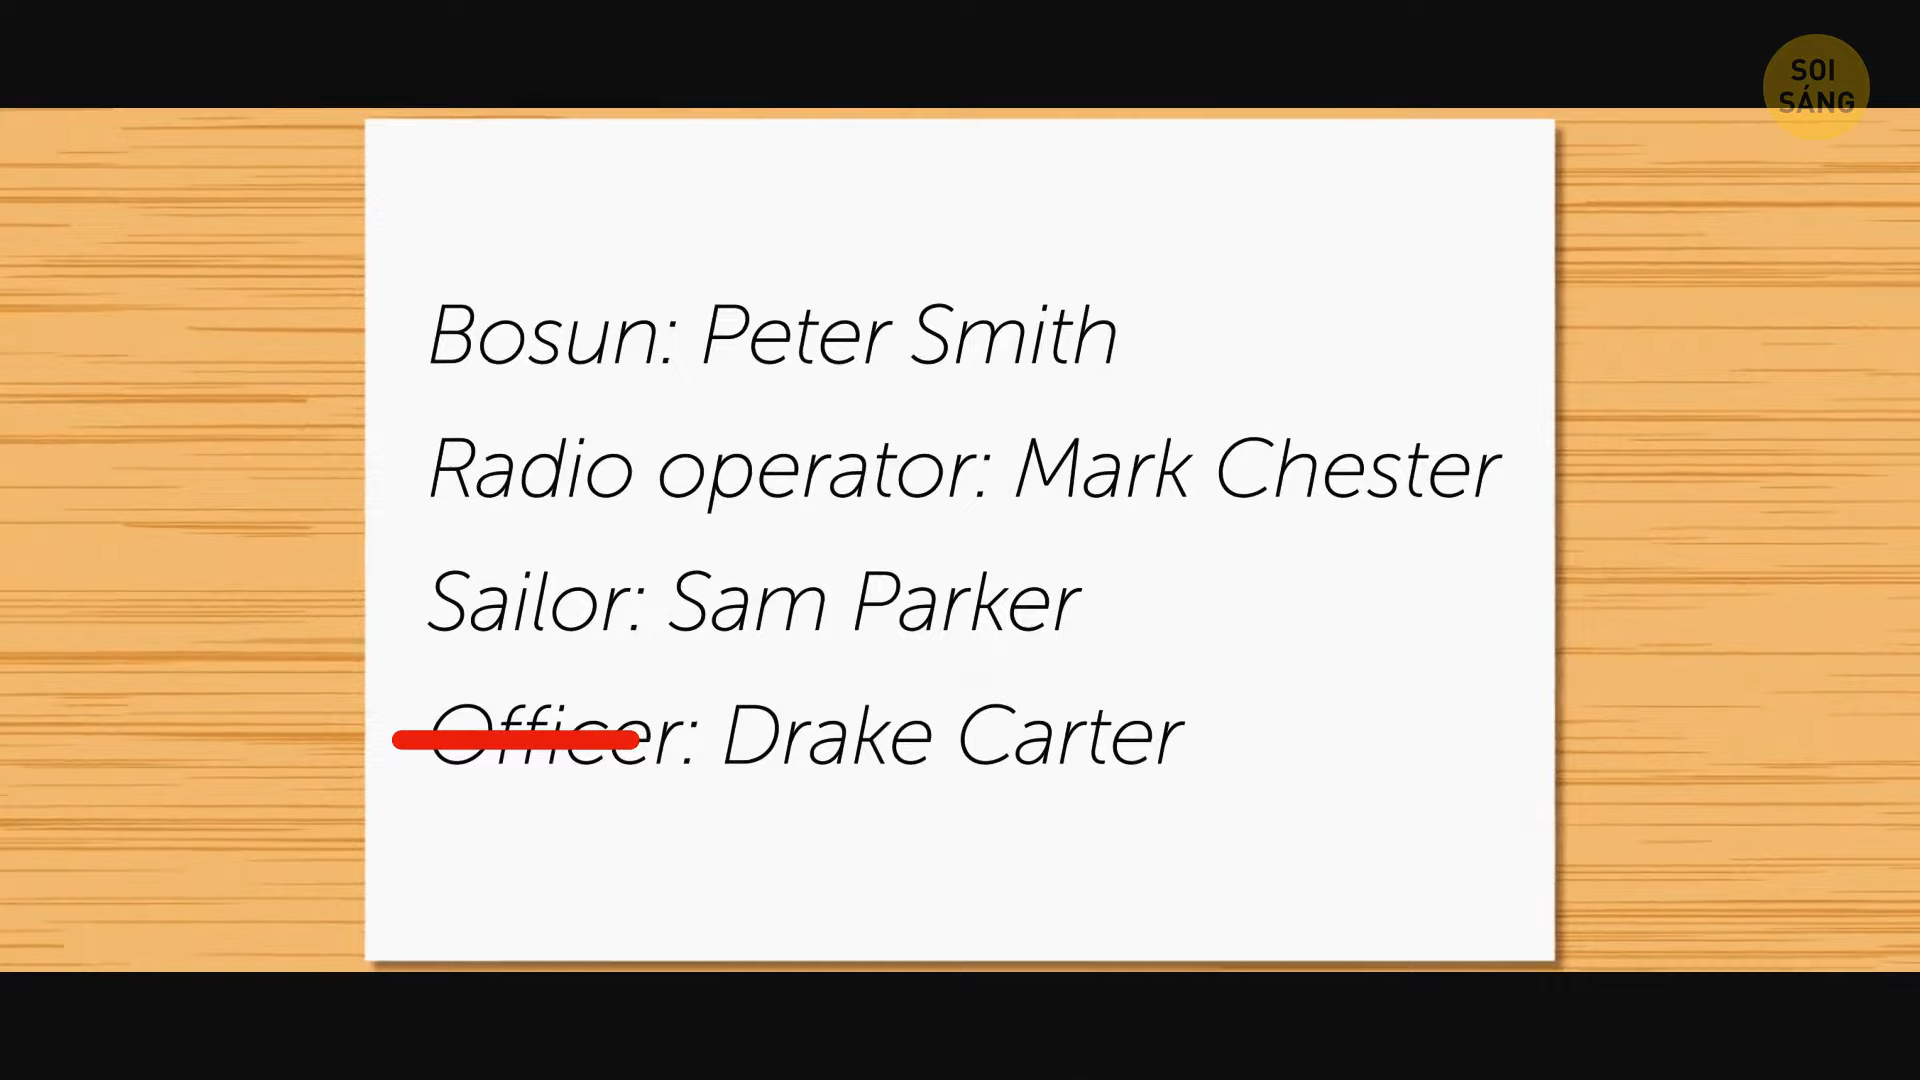 SOI
SÁNG
Bosun: Peter Smith
Radio operator: Mark Chester
Sailor: Sam Parker
Officer: Drake Carter